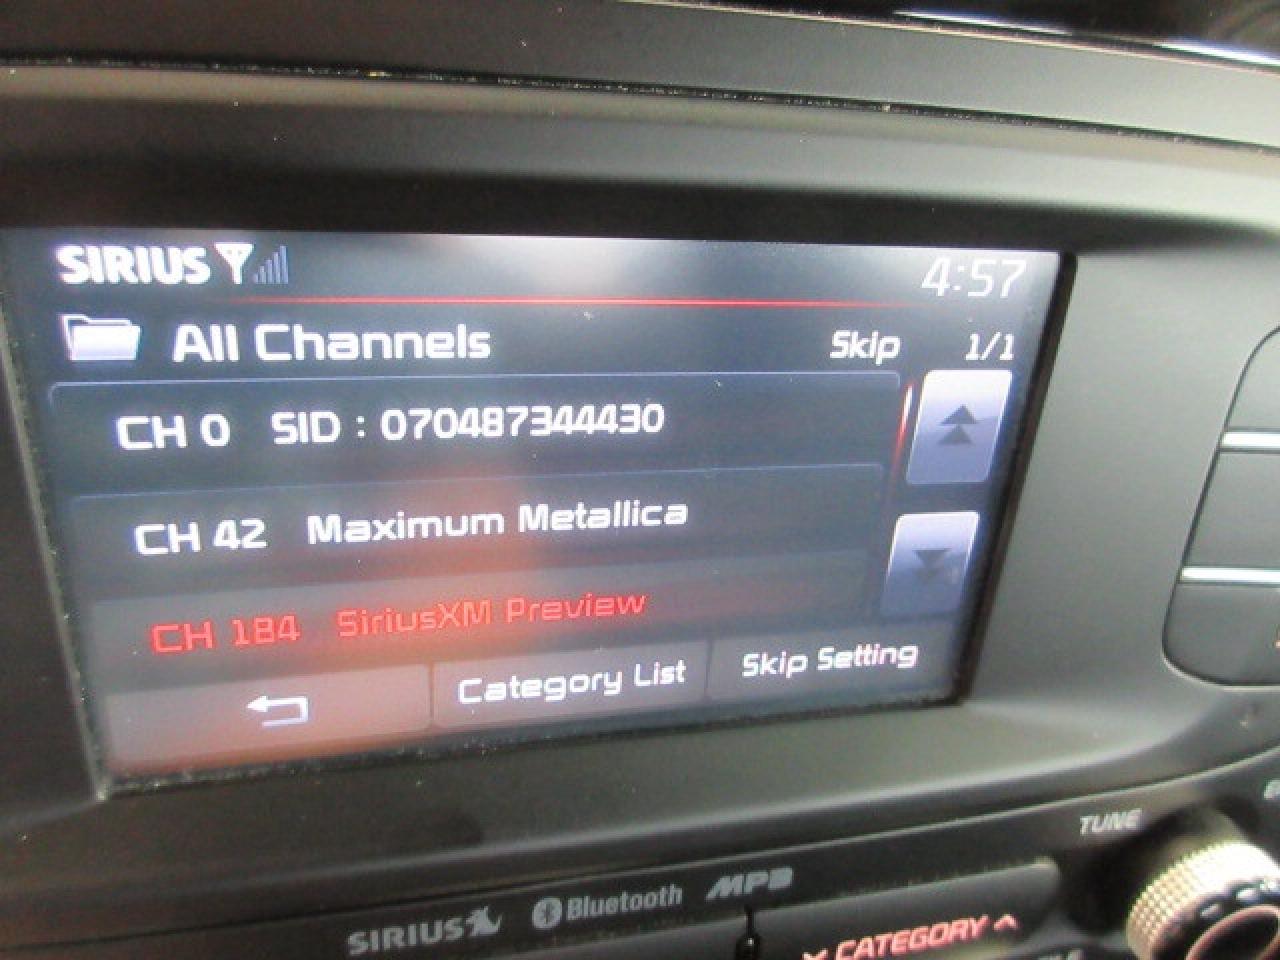 SIRIUS
4:57
All Channels Skip 1/1
CH 0 SID : 070487344430
CH 42 Maximum Metallica
CH 184 SiriusXM Preview
Category List Skip Setting
TUNE
SIRIUS Bluetooth MP3
CATEGORY